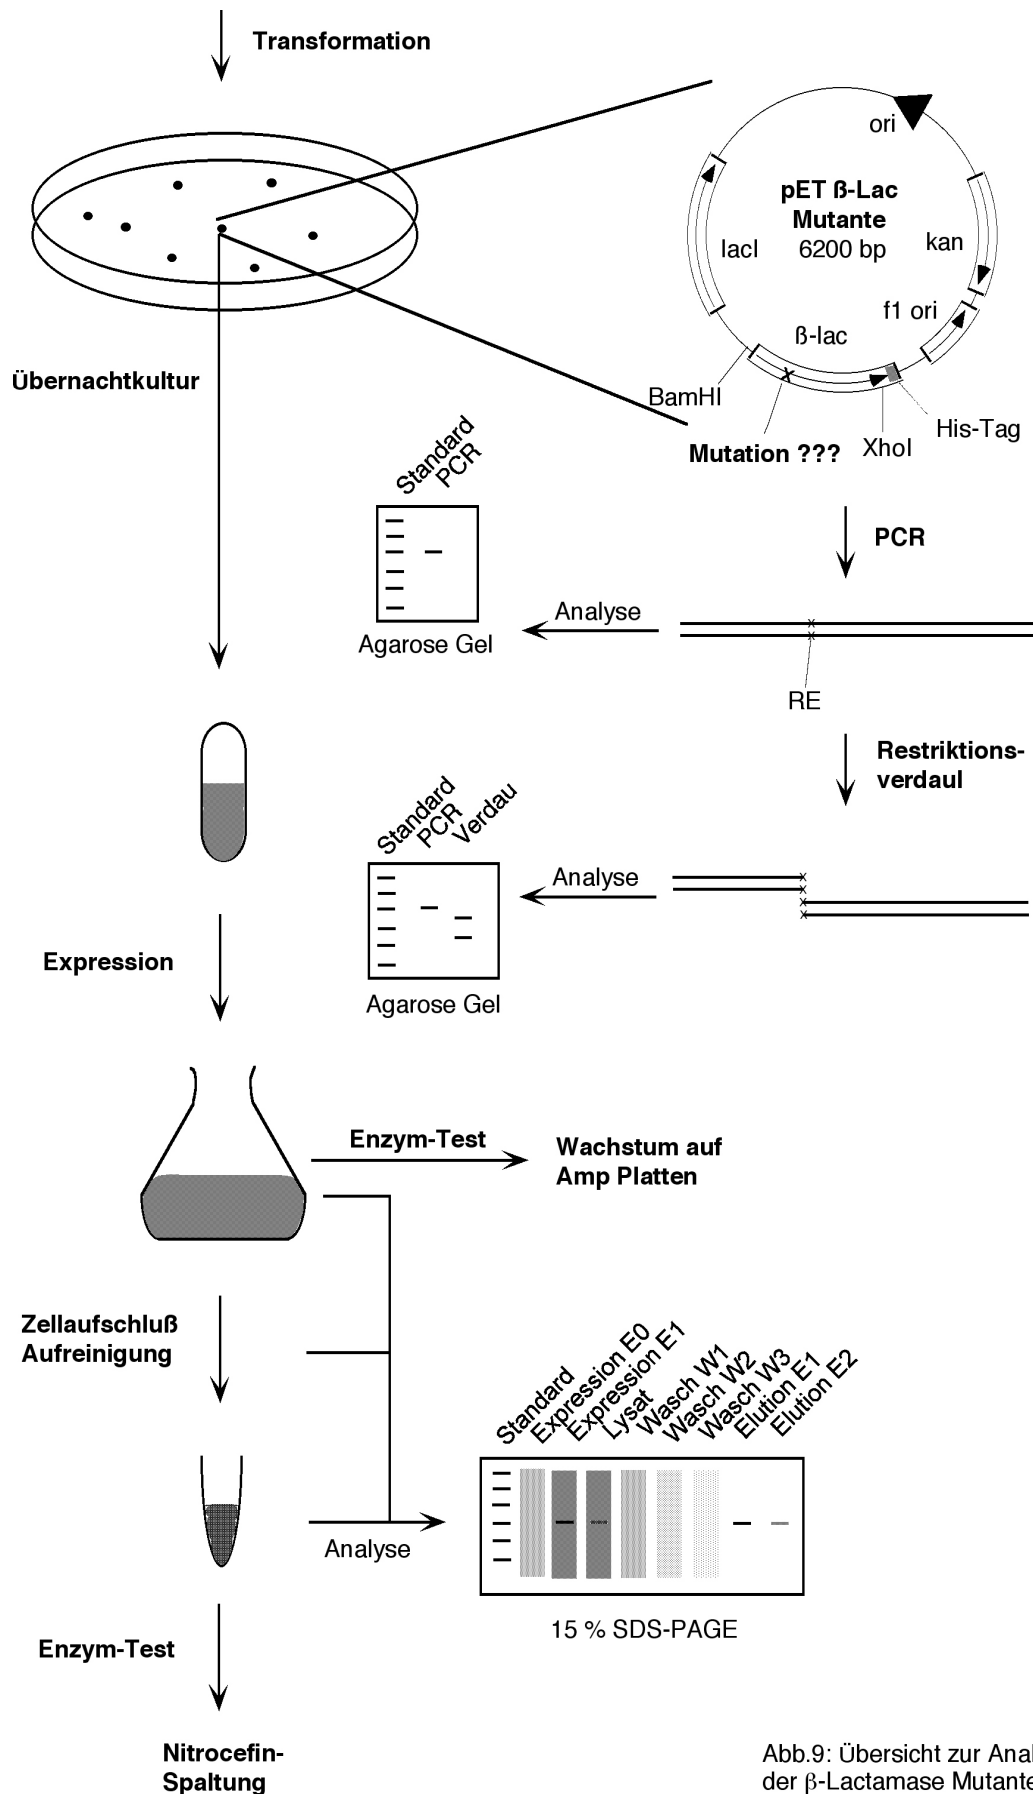 Transformation
ori
pET ß-Lac
Mutante
6200 bp
lacI
kan
f1 ori
ß-lac
BamHI
His-Tag
XhoI
Mutation ???
Übernachtkultur
Standard
PCR
Agarose Gel
PCR
Analyse
RE
Restriktions-
verdaul
Standard
PCR
Verdau
Analyse
Agarose Gel
Expression
Enzym-Test
Wachstum auf
Amp Platten
Zellaufschluß
Aufreinigung
Standard
Expression E0
Expression E1
Lysat
Wasch W1
Wasch W2
Wasch W3
Elution E1
Elution E2
Analyse
15 % SDS-PAGE
Enzym-Test
Nitrocefin-
Spaltung
Abb.9: Übersicht zur Anal
der β-Lactamase Mutante